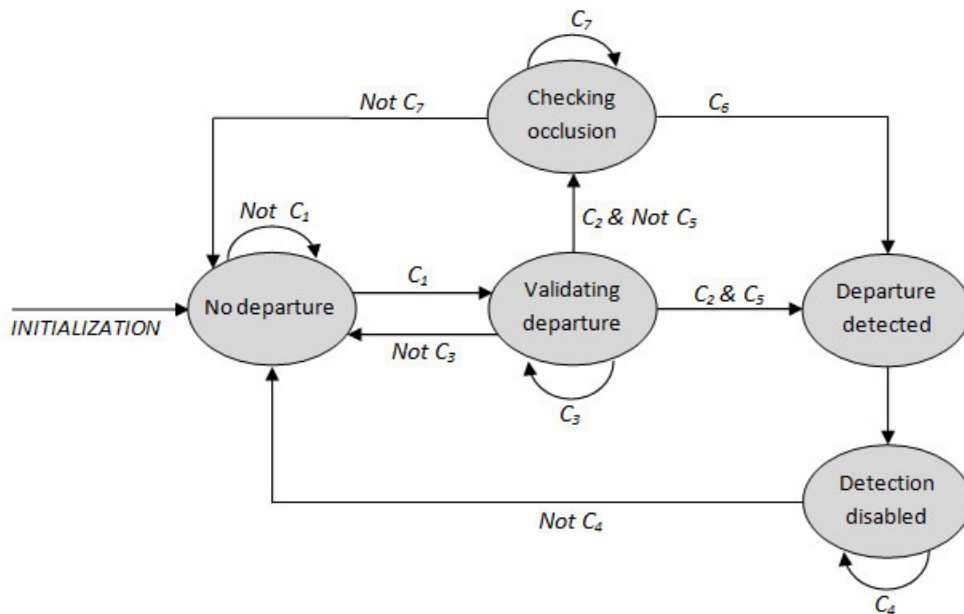 C₇
Checking
occlusion
Not C₇
C₆
Not C₁
C₂ & Not C₅
C₁
No departure
Validating
departure
C₂ & C₅
Departure
detected
INITIALIZATION
Not C₃
C₃
Detection
disabled
Not C₄
C₄